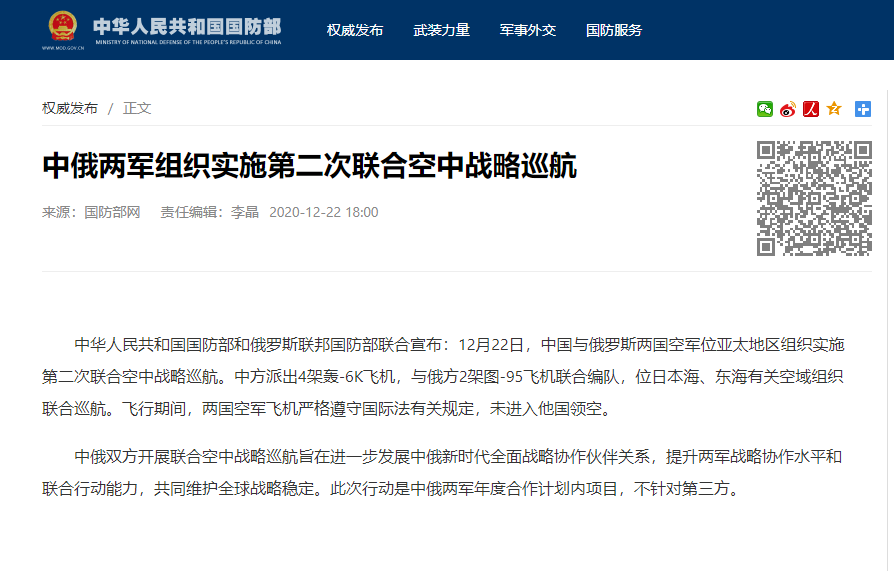 中华人民共和国国防部
WWW.MOD.GOV.CN
MINISTRY OF NATIONAL DEFENSE OF THE PEOPLE'S REPUBLIC OF CHINA
权威发布 武装力量 军事外交 国防服务
权威发布 / 正文
中俄两军组织实施第二次联合空中战略巡航
来源：国防部网 责任编辑：李晶 2020-12-22 18:00
中华人民共和国国防部和俄罗斯联邦国防部联合宣布：12月22日，中国与俄罗斯两国空军位亚太地区组织实施
第二次联合空中战略巡航。中方派出4架轰-6K飞机，与俄方2架图-95飞机联合编队，位日本海、东海有关空域组织
联合巡航。飞行期间，两国空军飞机严格遵守国际法有关规定，未进入他国领空。
中俄双方开展联合空中战略巡航旨在进一步发展中俄新时代全面战略协作伙伴关系，提升两军战略协作水平和
联合行动能力，共同维护全球战略稳定。此次行动是中俄两军年度合作计划内项目，不针对第三方。